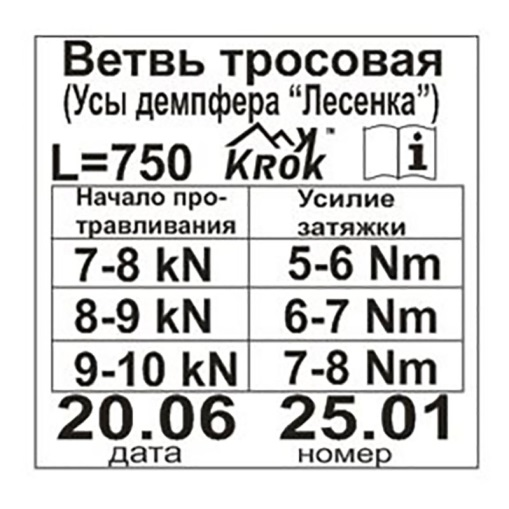 Ветвь тросовая
(Усы демпфера “Лесенка”)
L=750 KROK ™ i
Начало про-
травливания
Усилие
затяжки
7-8 kN 5-6 Nm
8-9 kN 6-7 Nm
9-10 kN 7-8 Nm
20.06 25.01
дата номер